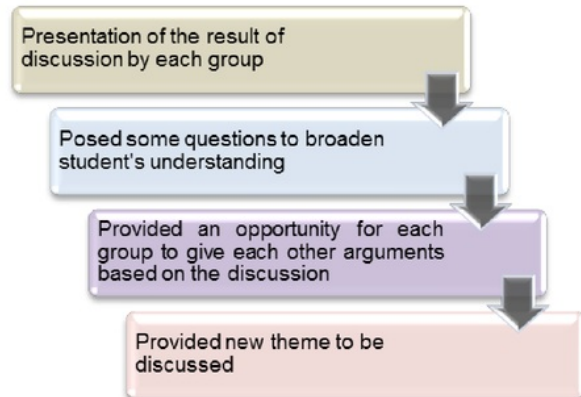 Presentation of the result of
discussion by each group
Posed some questions to broaden
student's understanding
Provided an opportunity for each
group to give each other arguments
based on the discussion
Provided new theme to be
discussed